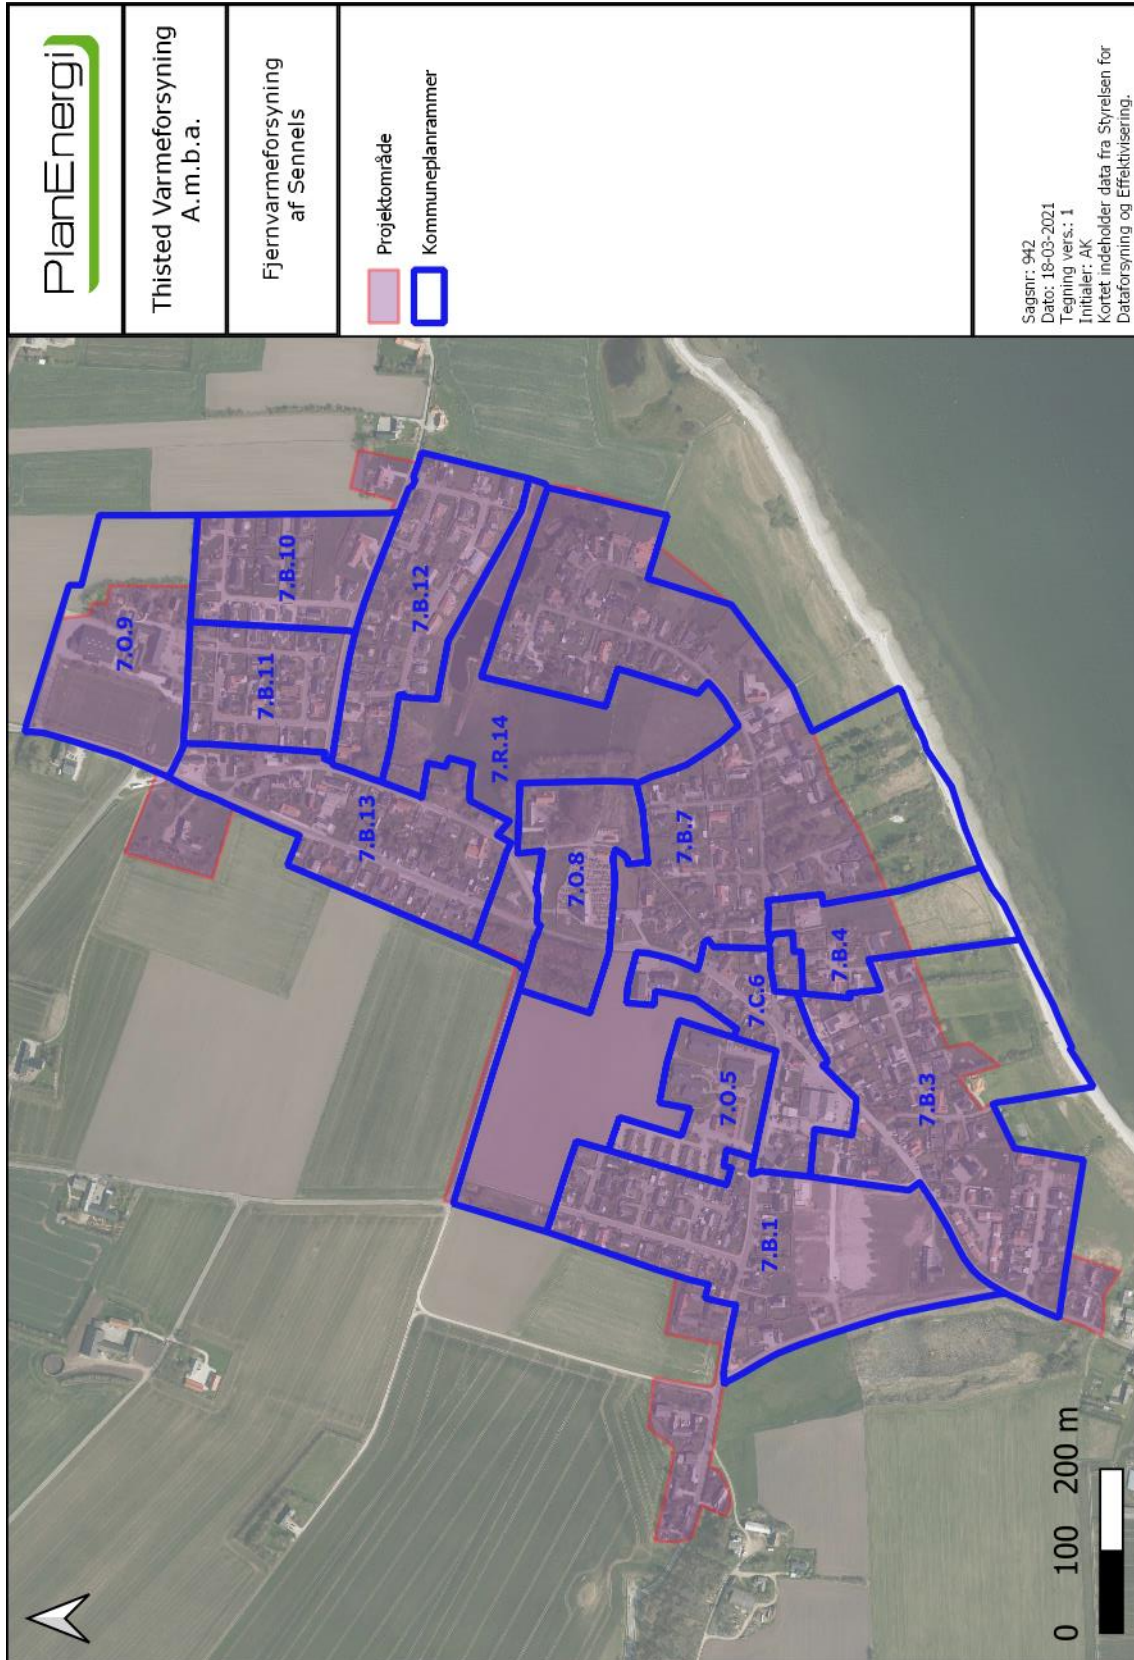 PlanEnergi
Thisted Varmeforsyning
A.m.b.a.
Fjernvarmeforsyning
af Sennels
Projektområde
Kommuneplanrammer
Sagsnr: 942
Dato: 18-03-2021
Tegning vers.: 1
Initialer: AK
Kortet indeholder data fra Styrelsen for
Dataforsyning og Effektivisering.
7.O.9
7.B.10
7.B.11
7.B.12
7.B.13
7.R.14
7.O.8
7.B.7
7.B.4
7.C.6
7.O.5
7.B.3
7.B.1
0 100 200 m